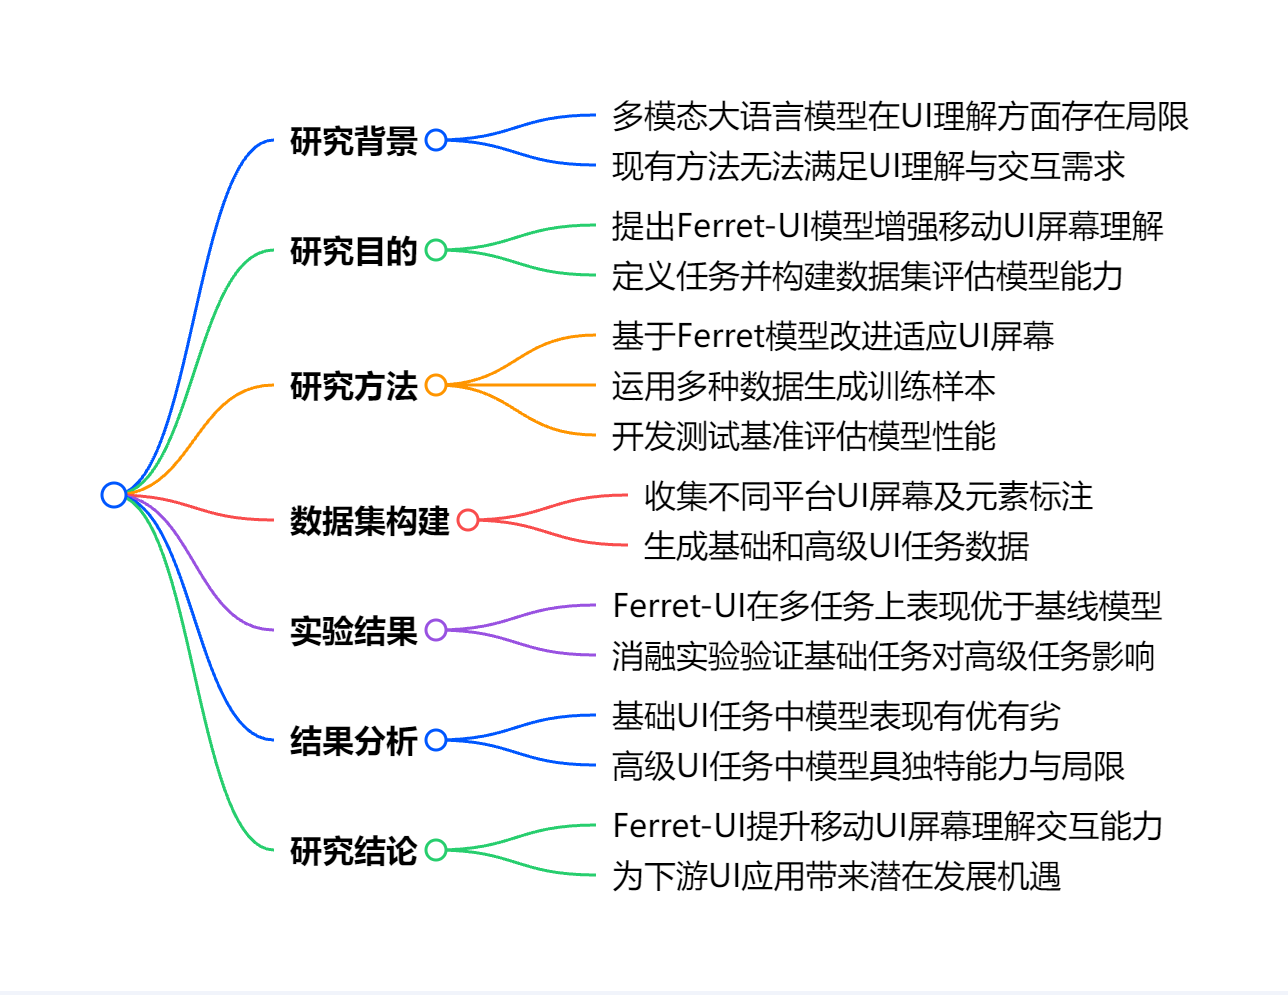 研究背景
多模态大语言模型在UI理解方面存在局限
现有方法无法满足UI理解与交互需求
研究目的
提出Ferret-UI模型增强移动UI屏幕理解
定义任务并构建数据集评估模型能力
研究方法
基于Ferret模型改进适应UI屏幕
运用多种数据生成训练样本
开发测试基准评估模型性能
数据集构建
收集不同平台UI屏幕及元素标注
生成基础和高级UI任务数据
实验结果
Ferret-UI在多任务上表现优于基线模型
消融实验验证基础任务对高级任务影响
结果分析
基础UI任务中模型表现有优有劣
高级UI任务中模型具独特能力与局限
研究结论
Ferret-UI提升移动UI屏幕理解交互能力
为下游UI应用带来潜在发展机遇